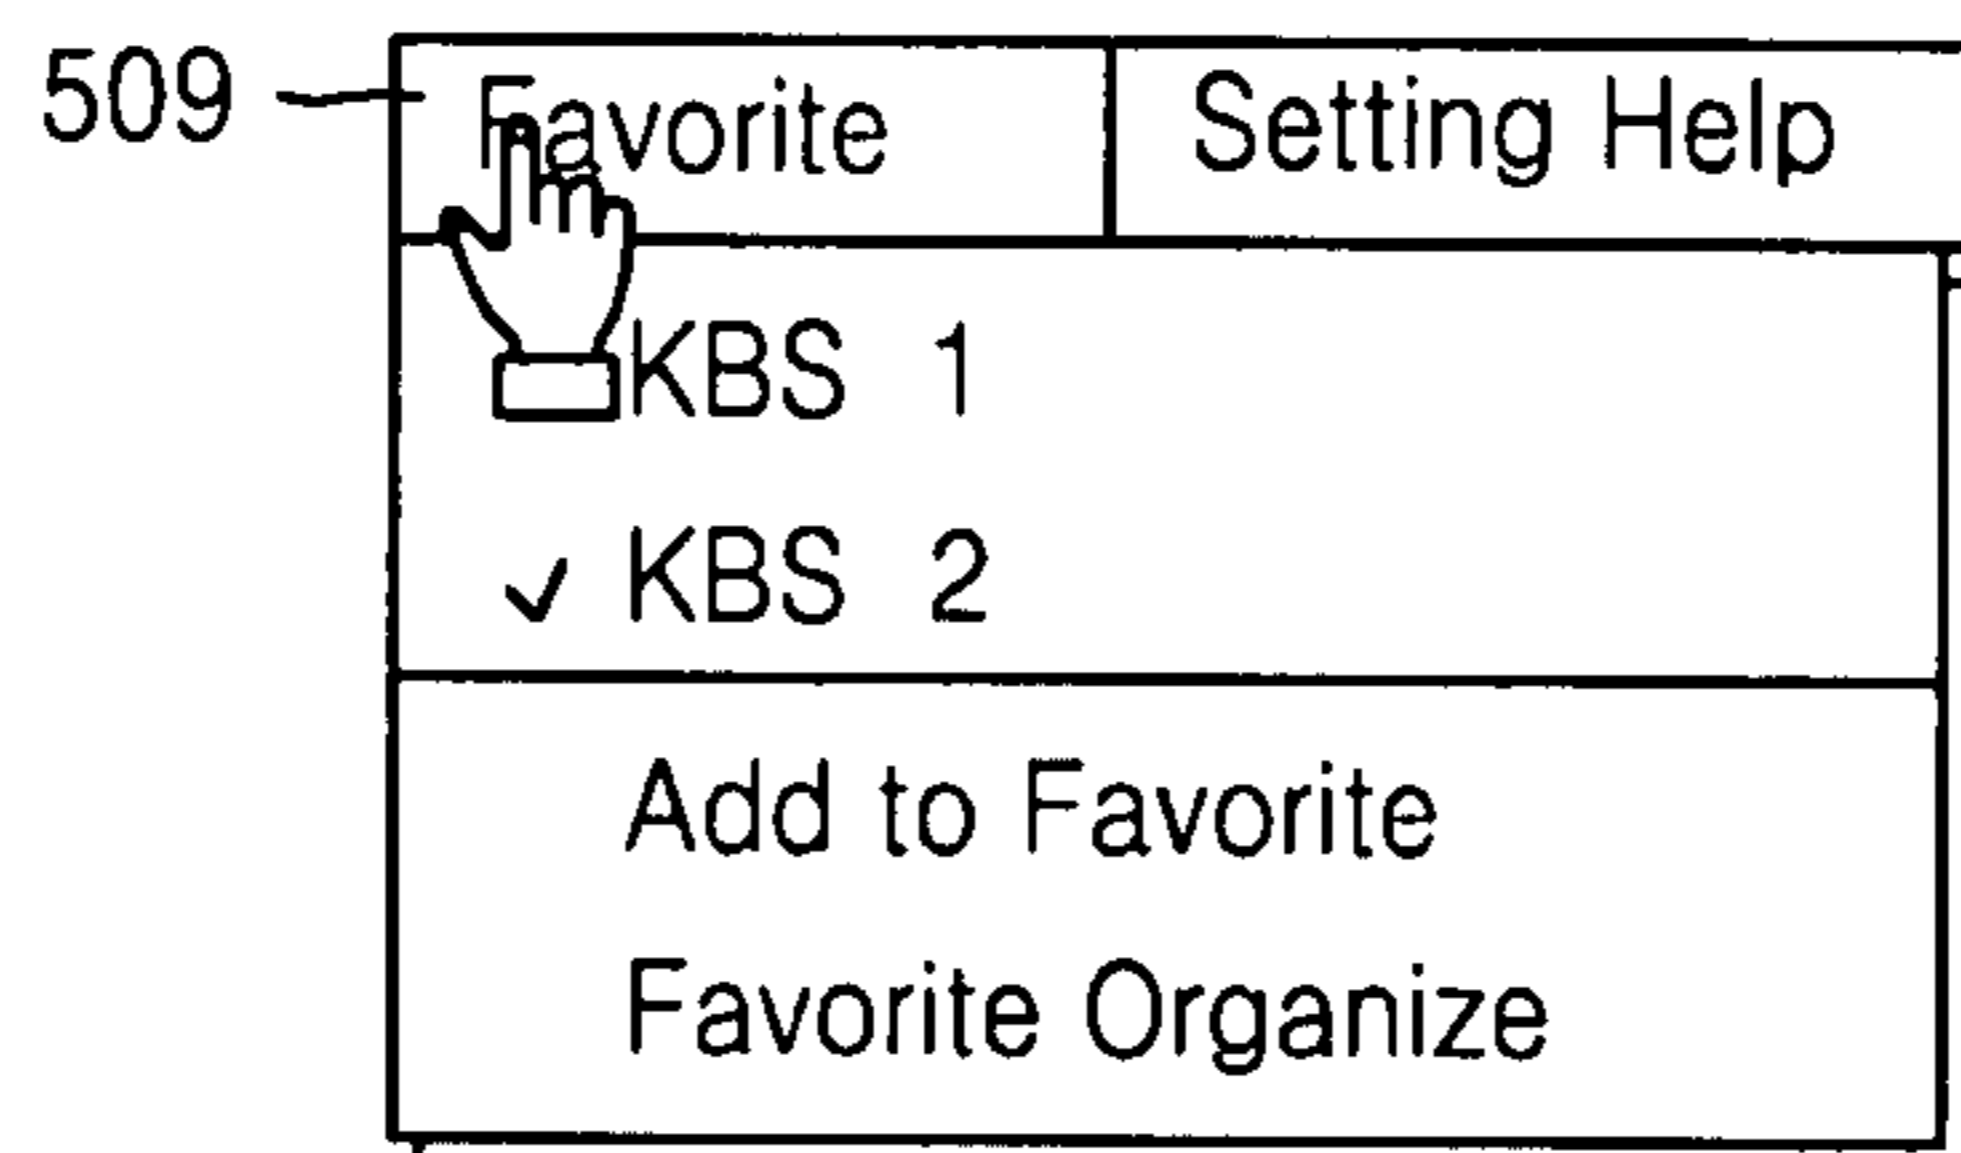 509 Favorite Setting Help
KBS 1
✓ KBS 2
Add to Favorite
Favorite Organize